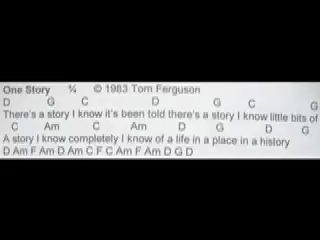 One Story ¾ © 1983 Tom Ferguson
D G C D G C G
There's a story I know it's been told there's a story I know little bits of
C Am C Am D G D G
A story I know completely I know of a life in a place in a history
D Am F Am D Am C F C Am F Am D G D